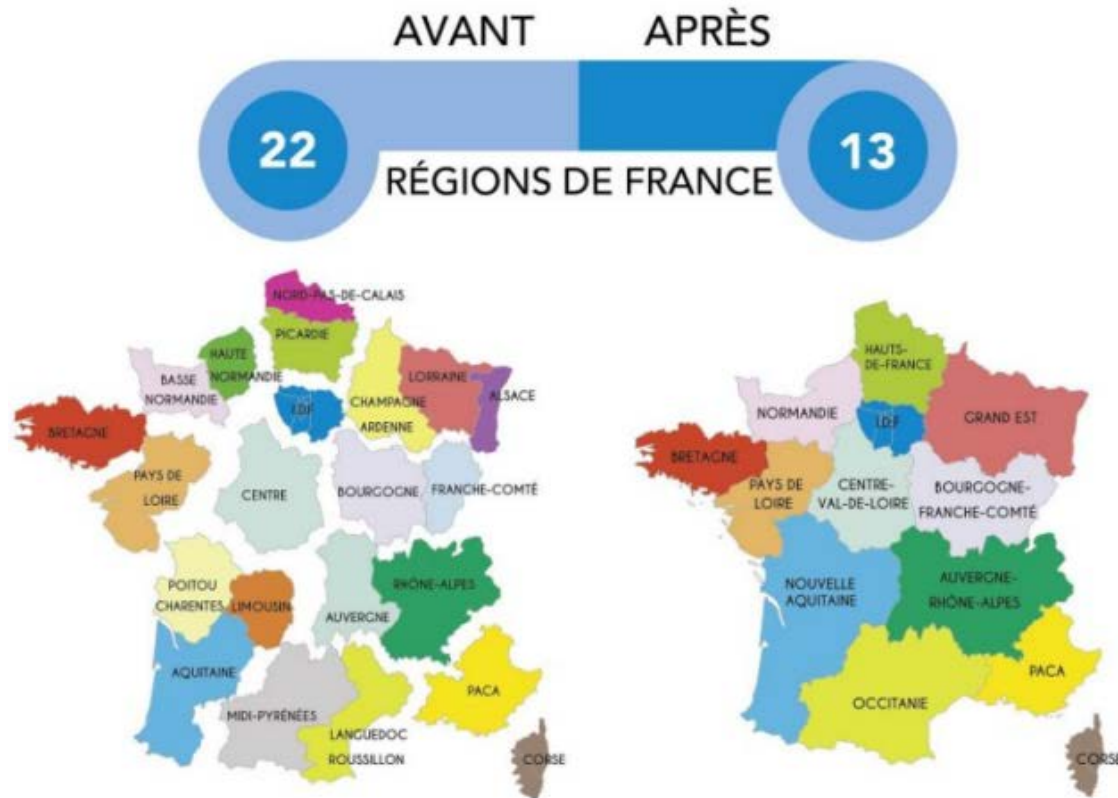 AVANT APRÈS
22 13
RÉGIONS DE FRANCE
NORD-PAS-DE-CALAIS
PICARDIE
HAUTE
NORMANDIE
BASSE
NORMANDIE
I.D.F
CHAMPAGNE
ARDENNE
LORRAINE
ALSACE
BRETAGNE
PAYS DE
LOIRE
CENTRE
BOURGOGNE
FRANCHE-COMTÉ
POITOU
CHARENTES
LIMOUSIN
AUVERGNE
RHÔNE-ALPES
AQUITAINE
MIDI-PYRÉNÉES
LANGUEDOC
ROUSSILLON
PACA
CORSE
HAUTS-
DE-FRANCE
NORMANDIE
I.D.F
GRAND EST
BRETAGNE
PAYS DE
LOIRE
CENTRE-
VAL-DE-LOIRE
BOURGOGNE-
FRANCHE-COMTÉ
NOUVELLE
AQUITAINE
AUVERGNE-
RHÔNE-ALPES
OCCITANIE
PACA
CORSE